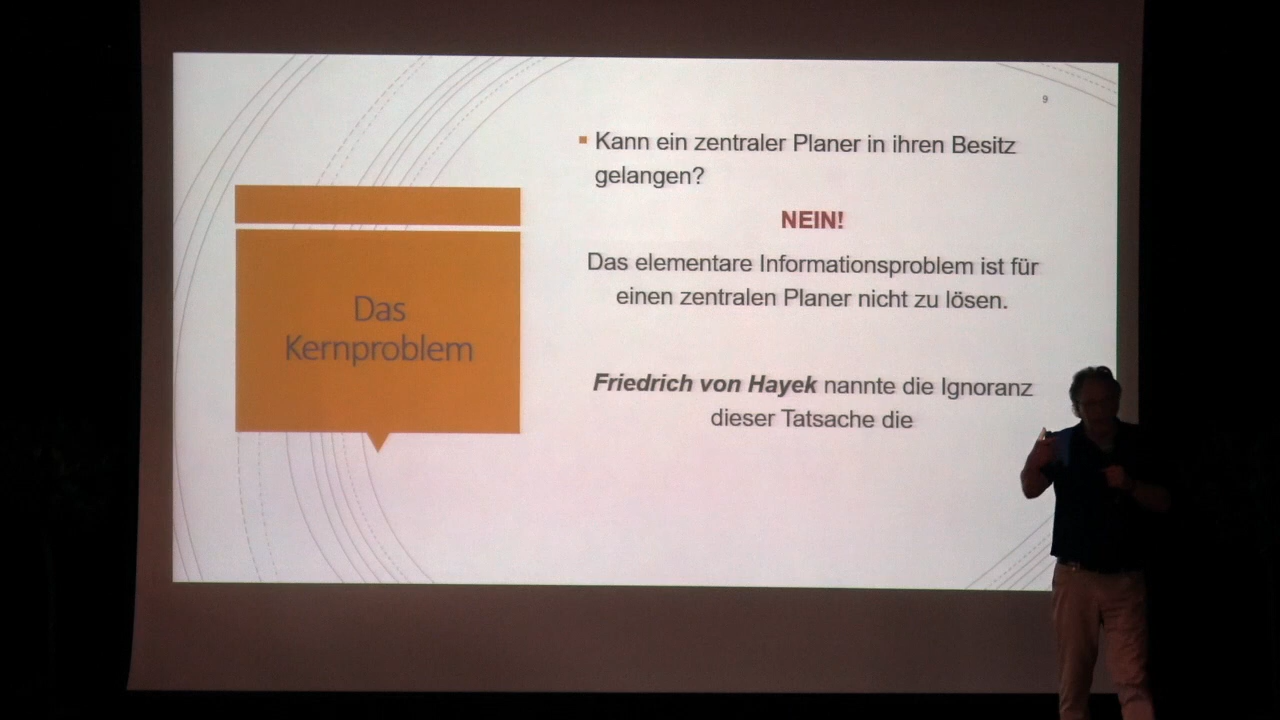 9
Kann ein zentraler Planer in ihren Besitz
gelangen?
NEIN!
Das elementare Informationsproblem ist für
einen zentralen Planer nicht zu lösen.
Das
Kernproblem
Friedrich von Hayek nannte die Ignoranz
dieser Tatsache die